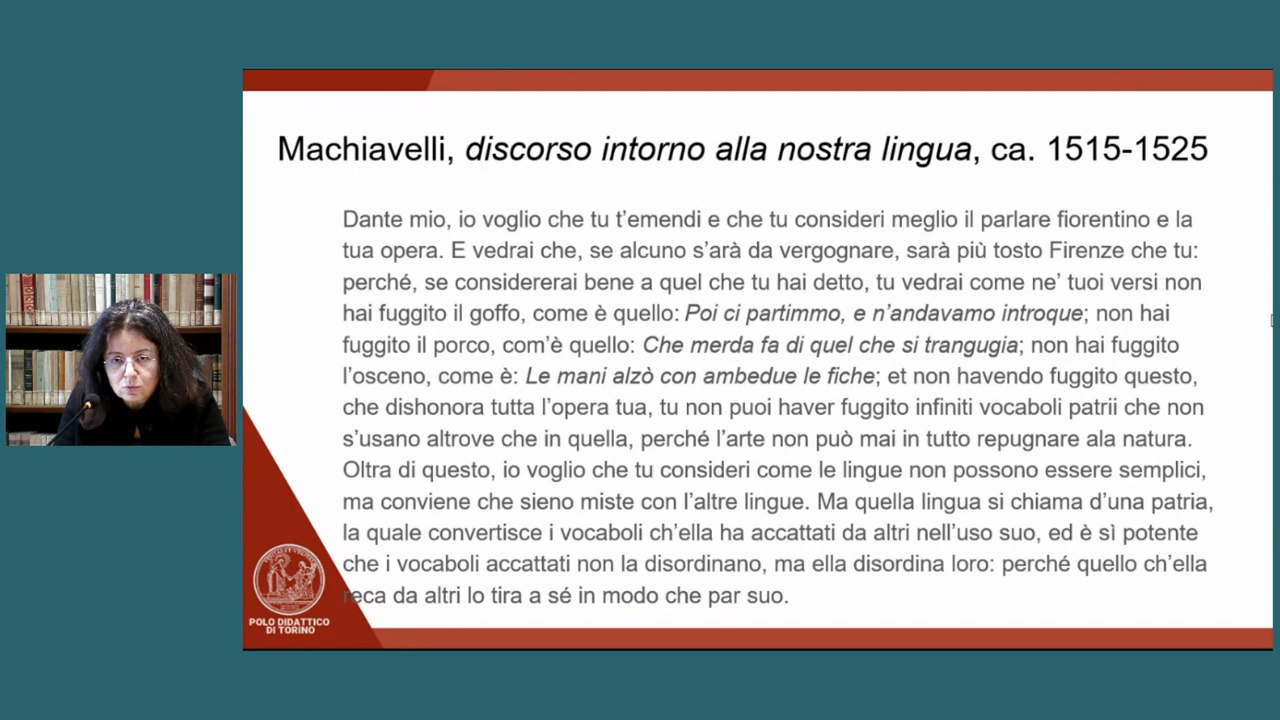 Machiavelli, discorso intorno alla nostra lingua, ca. 1515-1525
Dante mio, io voglio che tu t’emendi e che tu consideri meglio il parlare fiorentino e la
tua opera. E vedrai che, se alcuno s’arà da vergognare, sarà più tosto Firenze che tu:
perché, se considererai bene a quel che tu hai detto, tu vedrai come ne’ tuoi versi non
hai fuggito il goffo, come è quello: Poi ci partimmo, e n’andavamo introque; non hai
fuggito il porco, com’è quello: Che merda fa di quel che si trangugia; non hai fuggito
l’osceno, come è: Le mani alzò con ambedue le fiche; et non havendo fuggito questo,
che dishonora tutta l’opera tua, tu non puoi haver fuggito infiniti vocaboli patrii che non
s’usano altrove che in quella, perché l’arte non può mai in tutto repugnare ala natura.
Oltra di questo, io voglio che tu consideri come le lingue non possono essere semplici,
ma conviene che sieno miste con l’altre lingue. Ma quella lingua si chiama d’una patria,
la quale convertisce i vocaboli ch’ella ha accattati da altri nell’uso suo, ed è sì potente
che i vocaboli accattati non la disordinano, ma ella disordina loro: perché quello ch’ella
reca da altri lo tira a sé in modo che par suo.
POLO DIDATTICO
DI TORINO